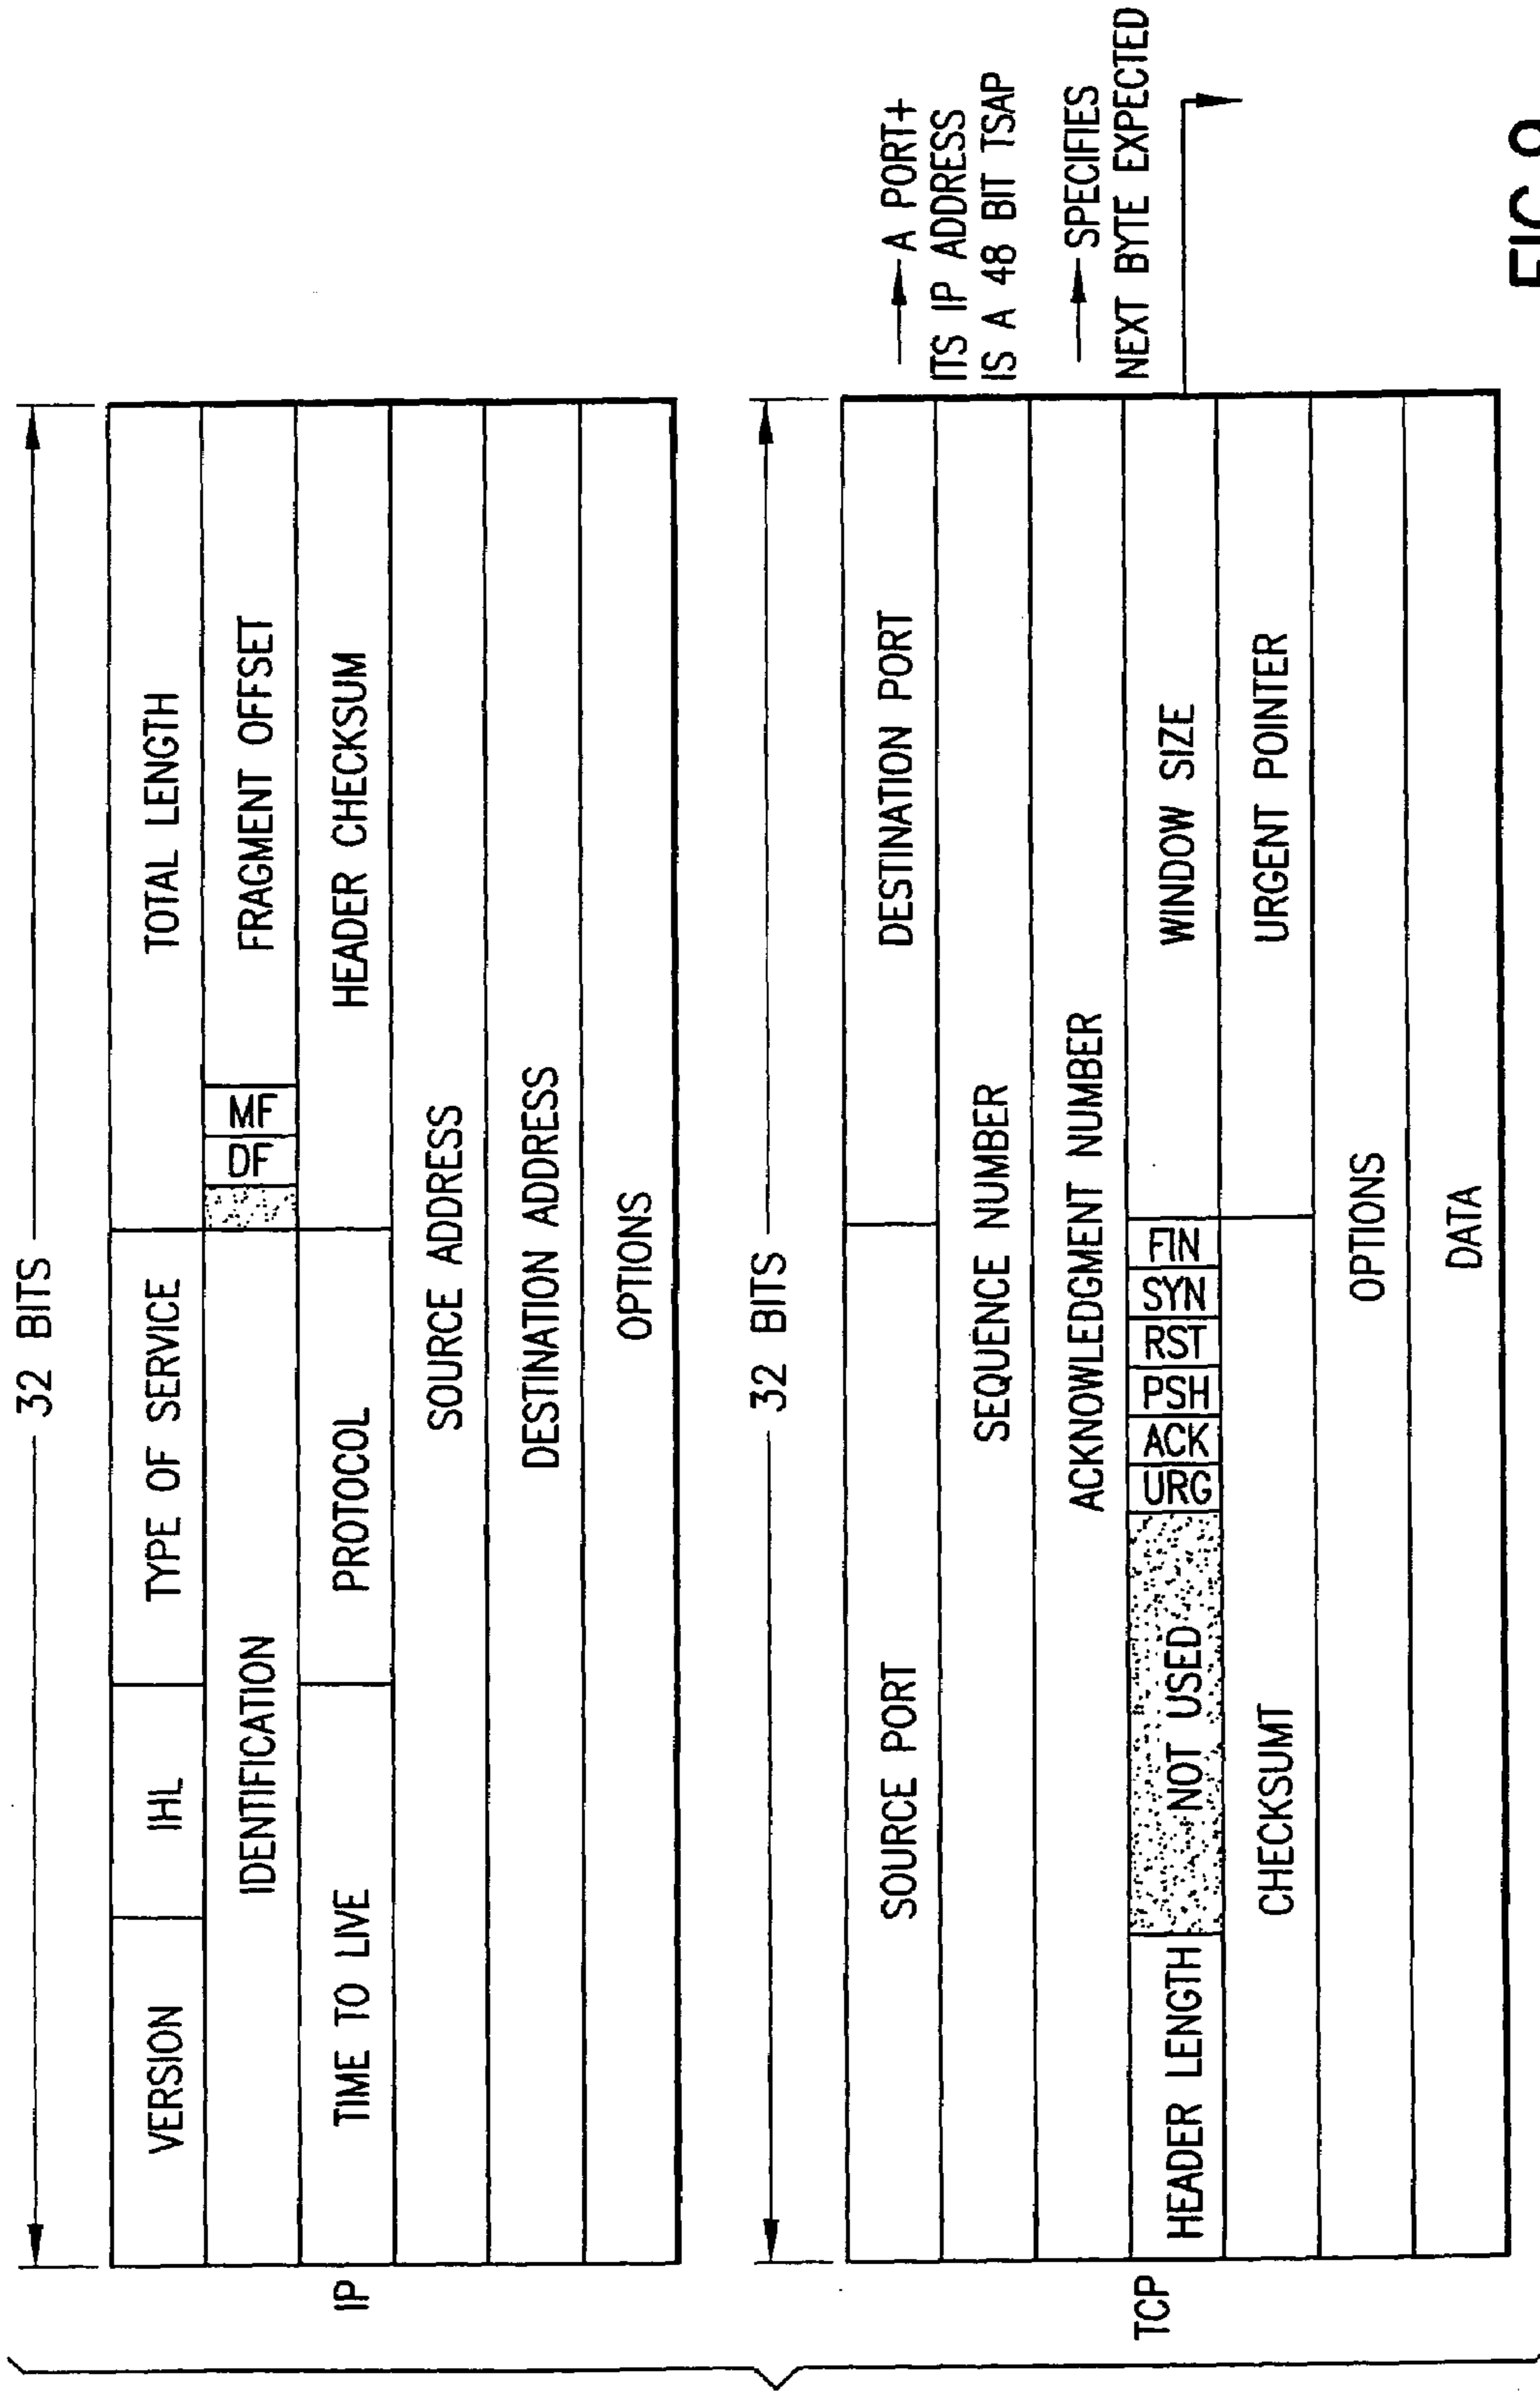 32 BITS
VERSION IHL TYPE OF SERVICE TOTAL LENGTH
IDENTIFICATION DF MF FRAGMENT OFFSET
IP TIME TO LIVE PROTOCOL HEADER CHECKSUM
SOURCE ADDRESS
DESTINATION ADDRESS
OPTIONS
32 BITS
SOURCE PORT DESTINATION PORT
→ A PORT+
ITS IP ADDRESS
IS A 48 BIT TSAP
SEQUENCE NUMBER
ACKNOWLEDGMENT NUMBER
→ SPECIFIES
NEXT BYTE EXPECTED
TCP HEADER LENGTH NOT USED URG ACK PSH RST SYN FIN WINDOW SIZE
CHECKSUMT URGENT POINTER
OPTIONS
DATA